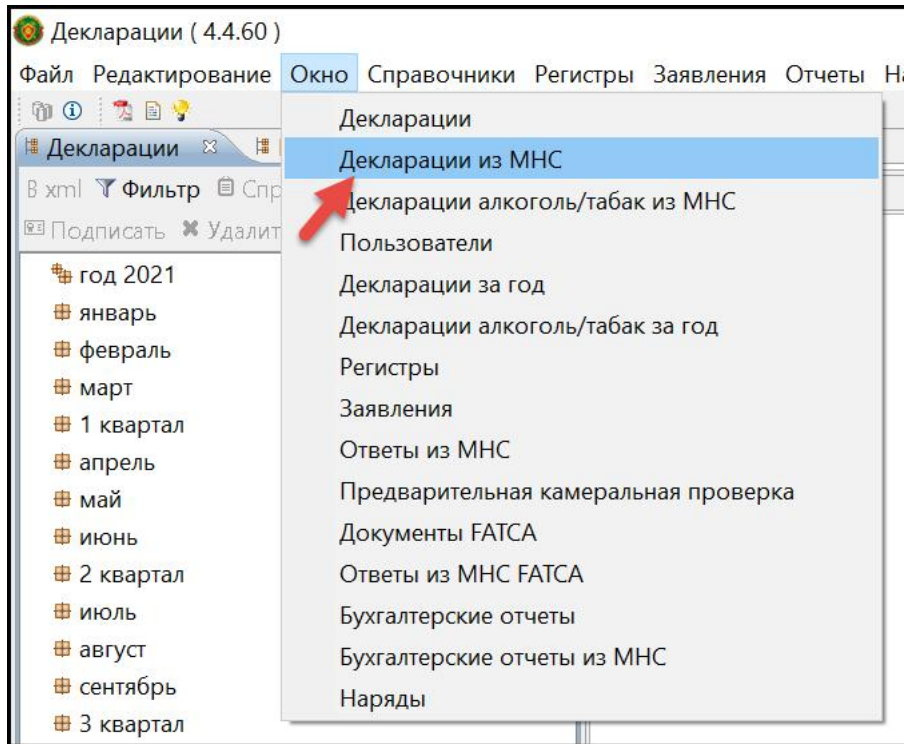 Декларации ( 4.4.60 )
Файл Редактирование Окно Справочники Регистры Заявления Отчеты
Декларации
В xml Фильтр
Подписать
год 2021
январь
февраль
март
1 квартал
апрель
май
июнь
2 квартал
июль
август
сентябрь
3 квартал
Декларации
Декларации из МНС
Декларации алкоголь/табак из МНС
Пользователи
Декларации за год
Декларации алкоголь/табак за год
Регистры
Заявления
Ответы из МНС
Предварительная камеральная проверка
Документы FATCA
Ответы из МНС FATCA
Бухгалтерские отчеты
Бухгалтерские отчеты из МНС
Наряды